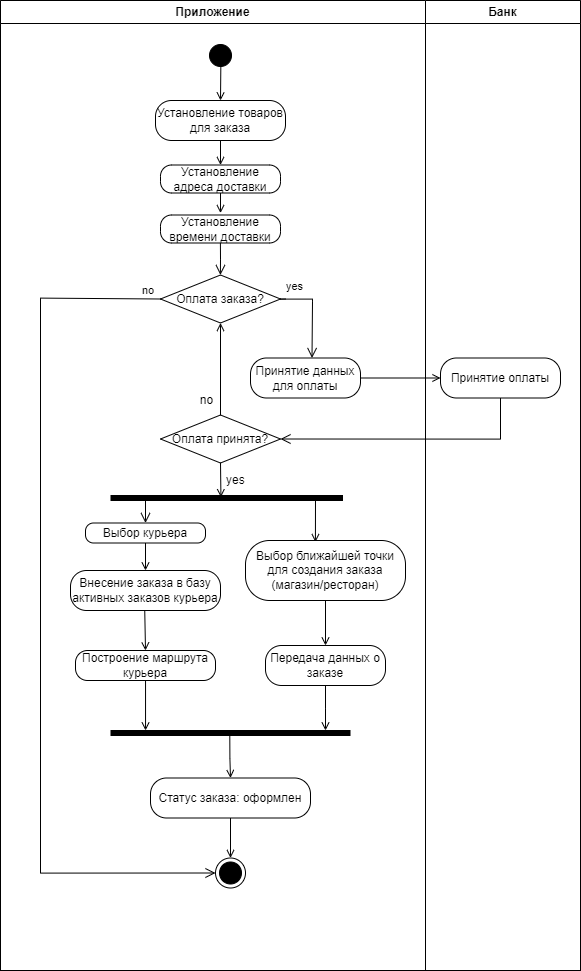 Приложение
Банк
Установление товаров
для заказа
Установление
адреса доставки
Установление
времени доставки
no
Оплата заказа?
yes
Принятие данных
для оплаты
Принятие оплаты
no
Оплата принята?
yes
Выбор курьера
Внесение заказа в базу
активных заказов курьера
Построение маршрута
курьера
Выбор ближайшей точки
для создания заказа
(магазин/ресторан)
Передача данных о
заказе
Статус заказа: оформлен